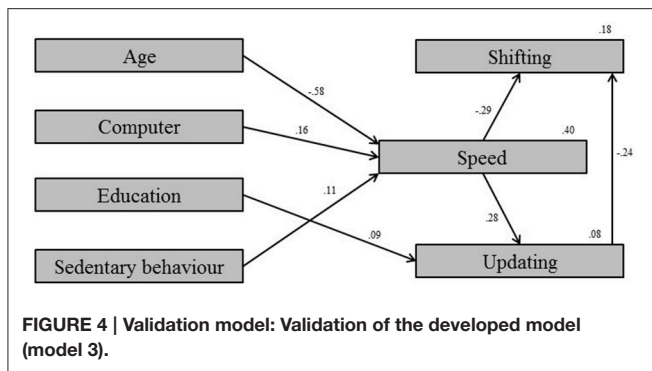 .18
Age
Shifting
-.58
-.29
Computer
.16
.40
Speed
-.24
Education
.11
.28
.09
.08
Sedentary behaviour
Updating
FIGURE 4 | Validation model: Validation of the developed model
(model 3).